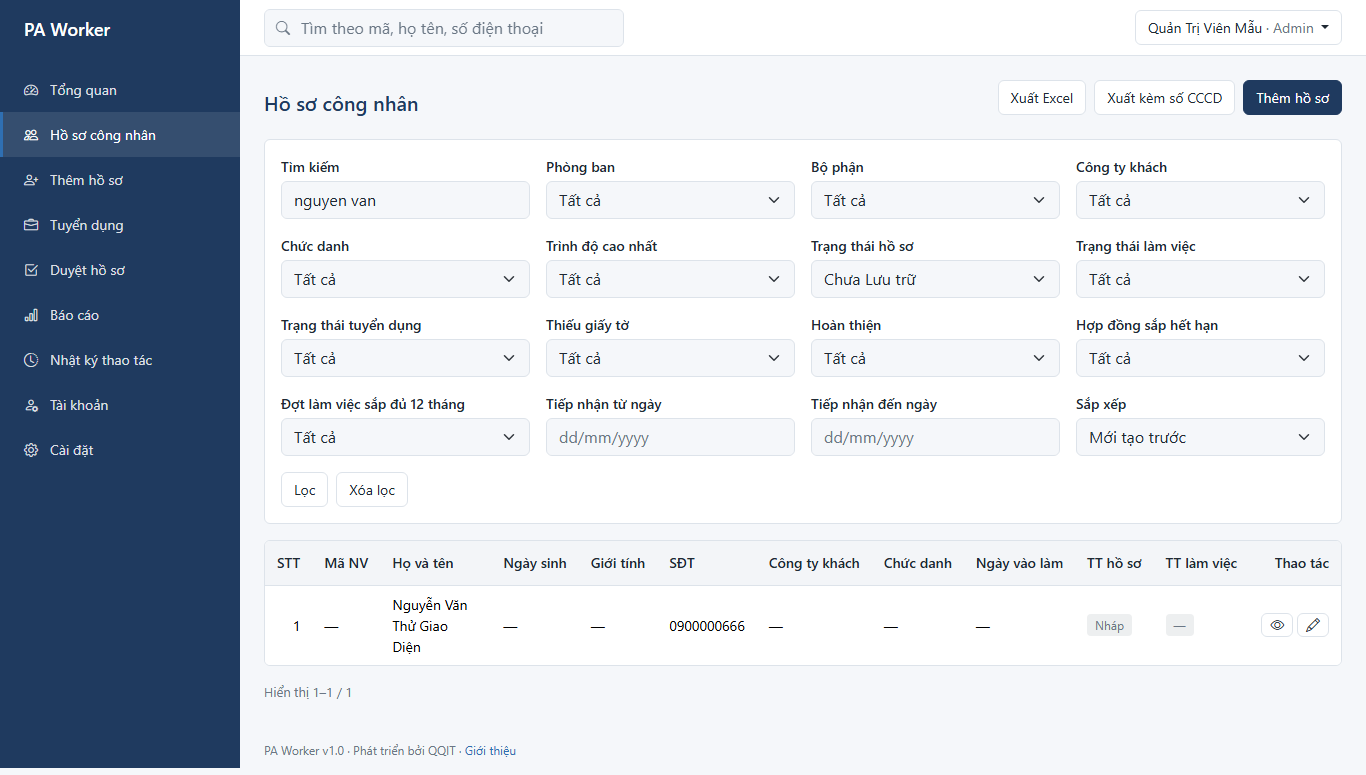 PA Worker
Tìm theo mã, họ tên, số điện thoại
Quản Trị Viên Mẫu · Admin
Tổng quan
Hồ sơ công nhân
Thêm hồ sơ
Tuyển dụng
Duyệt hồ sơ
Báo cáo
Nhật ký thao tác
Tài khoản
Cài đặt
Hồ sơ công nhân
Xuất Excel
Xuất kèm số CCCD
Thêm hồ sơ
Tìm kiếm
Phòng ban
Bộ phận
Công ty khách
nguyen van
Tất cả
Tất cả
Tất cả
Chức danh
Trình độ cao nhất
Trạng thái hồ sơ
Trạng thái làm việc
Tất cả
Tất cả
Chưa Lưu trữ
Tất cả
Trạng thái tuyển dụng
Thiếu giấy tờ
Hoàn thiện
Hợp đồng sắp hết hạn
Tất cả
Tất cả
Tất cả
Tất cả
Đợt làm việc sắp đủ 12 tháng
Tiếp nhận từ ngày
Tiếp nhận đến ngày
Sắp xếp
Tất cả
dd/mm/yyyy
dd/mm/yyyy
Mới tạo trước
Lọc
Xóa lọc
STT Mã NV Họ và tên Ngày sinh Giới tính SĐT Công ty khách Chức danh Ngày vào làm TT hồ sơ TT làm việc Thao tác
1 — Nguyễn Văn Thử Giao Diện — — 0900000666 — — — Nháp —
Hiển thị 1–1 / 1
PA Worker v1.0 · Phát triển bởi QQIT · Giới thiệu